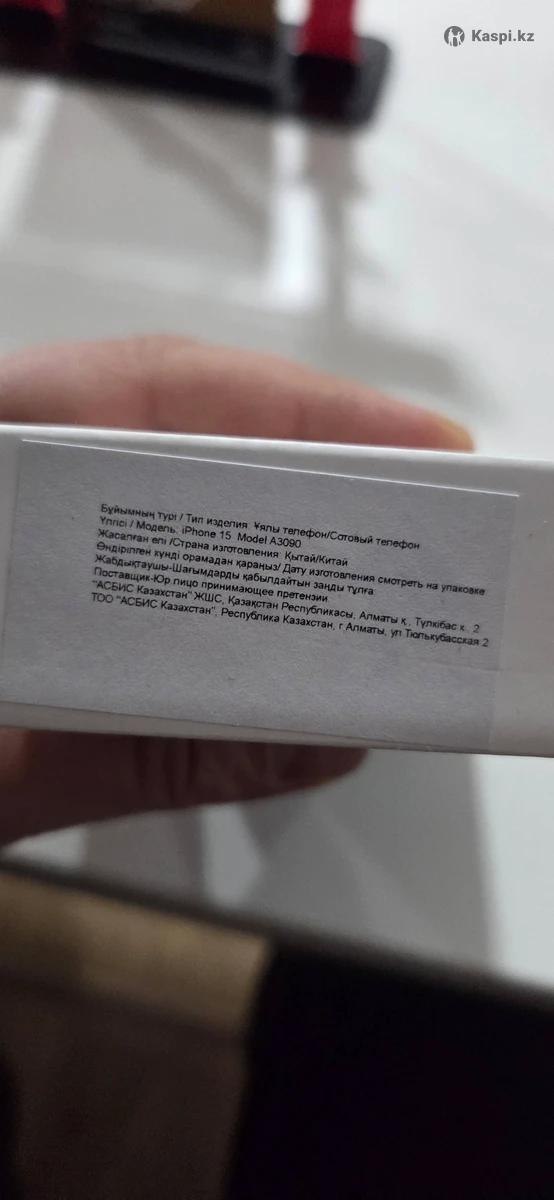 Kaspi.kz
Бұйымның түрі / Тип изделия: Ұялы телефон/Сотовый телефон
Үлгісі / Модель: iPhone 15 Model A3090
Жасалған елі /Страна изготовления: Қытай/Китай
Өндірілген күнді орамадан қараңыз/ Дату изготовления смотреть на упаковке
Жабдықтаушы-Шағымдарды қабылдайтын заңды тұлға:
Поставщик-Юр.лицо принимающее претензии:
"АСБИС Казахстан" ЖШС, Қазақстан Республикасы, Алматы қ., Түлкібас к. 2
ТОО "АСБИС Казахстан", Республика Казахстан, г Алматы, ул Тюлькубасская 2